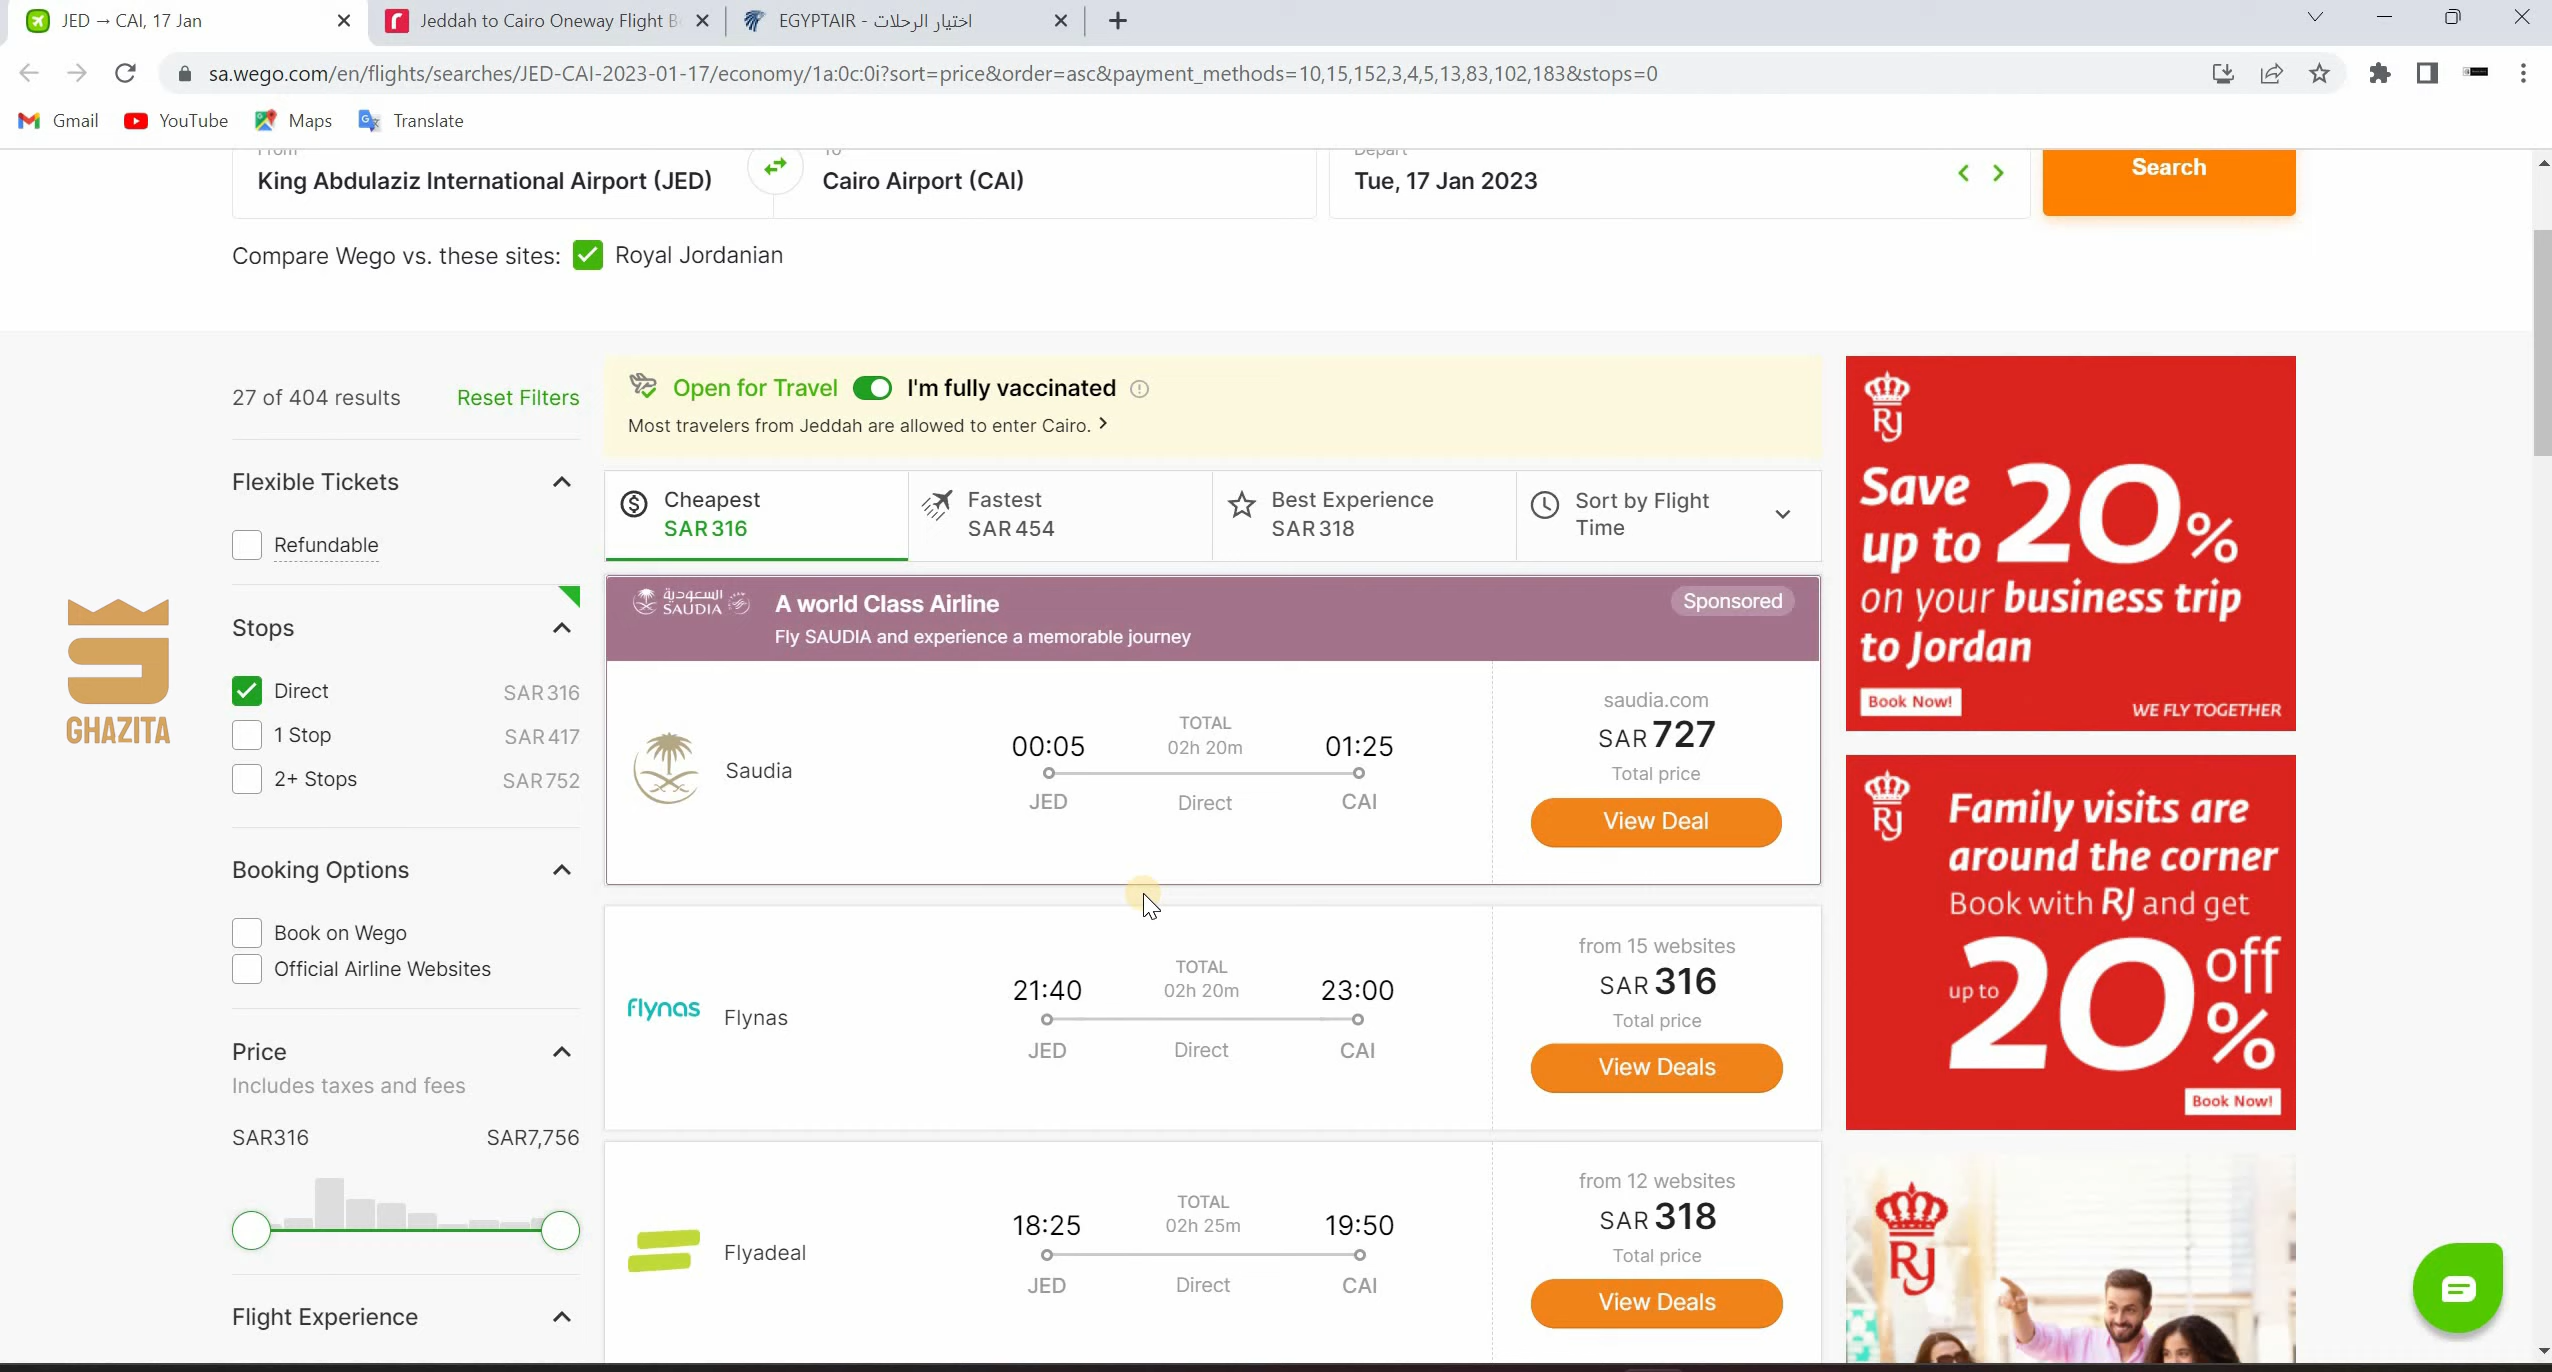 JED → CAI, 17 Jan
Jeddah to Cairo Oneway Flight B
EGYPTAIR - اختيار الرحلات
sa.wego.com/en/flights/searches/JED-CAI-2023-01-17/economy/1a:0c:0i?sort=price&order=asc&payment_methods=10,15,152,3,4,5,13,83,102,183&stops=0
Gmail
YouTube
Maps
Translate
From
To
Depart
King Abdulaziz International Airport (JED)
Cairo Airport (CAI)
Tue, 17 Jan 2023
Search
Compare Wego vs. these sites:
Royal Jordanian
27 of 404 results
Reset Filters
Flexible Tickets
Refundable
Stops
Direct SAR316
1 Stop SAR417
2+ Stops SAR752
Booking Options
Book on Wego
Official Airline Websites
Price
Includes taxes and fees
SAR316 SAR7,756
Flight Experience
GHAZITA
Open for Travel
I'm fully vaccinated
Most travelers from Jeddah are allowed to enter Cairo.
Cheapest
SAR316
Fastest
SAR454
Best Experience
SAR318
Sort by Flight
Time
السعودية
SAUDIA
A world Class Airline
Fly SAUDIA and experience a memorable journey
Sponsored
Saudia
00:05
TOTAL
02h 20m
01:25
JED
Direct
CAI
saudia.com
SAR 727
Total price
View Deal
flynas
Flynas
21:40
TOTAL
02h 20m
23:00
JED
Direct
CAI
from 15 websites
SAR 316
Total price
View Deals
Flyadeal
18:25
TOTAL
02h 25m
19:50
JED
Direct
CAI
from 12 websites
SAR 318
Total price
View Deals
RJ
Save
up to 20%
on your business trip
to Jordan
Book Now!
WE FLY TOGETHER
RJ
Family visits are
around the corner
Book with RJ and get
up to 20% off
Book Now!
RJ